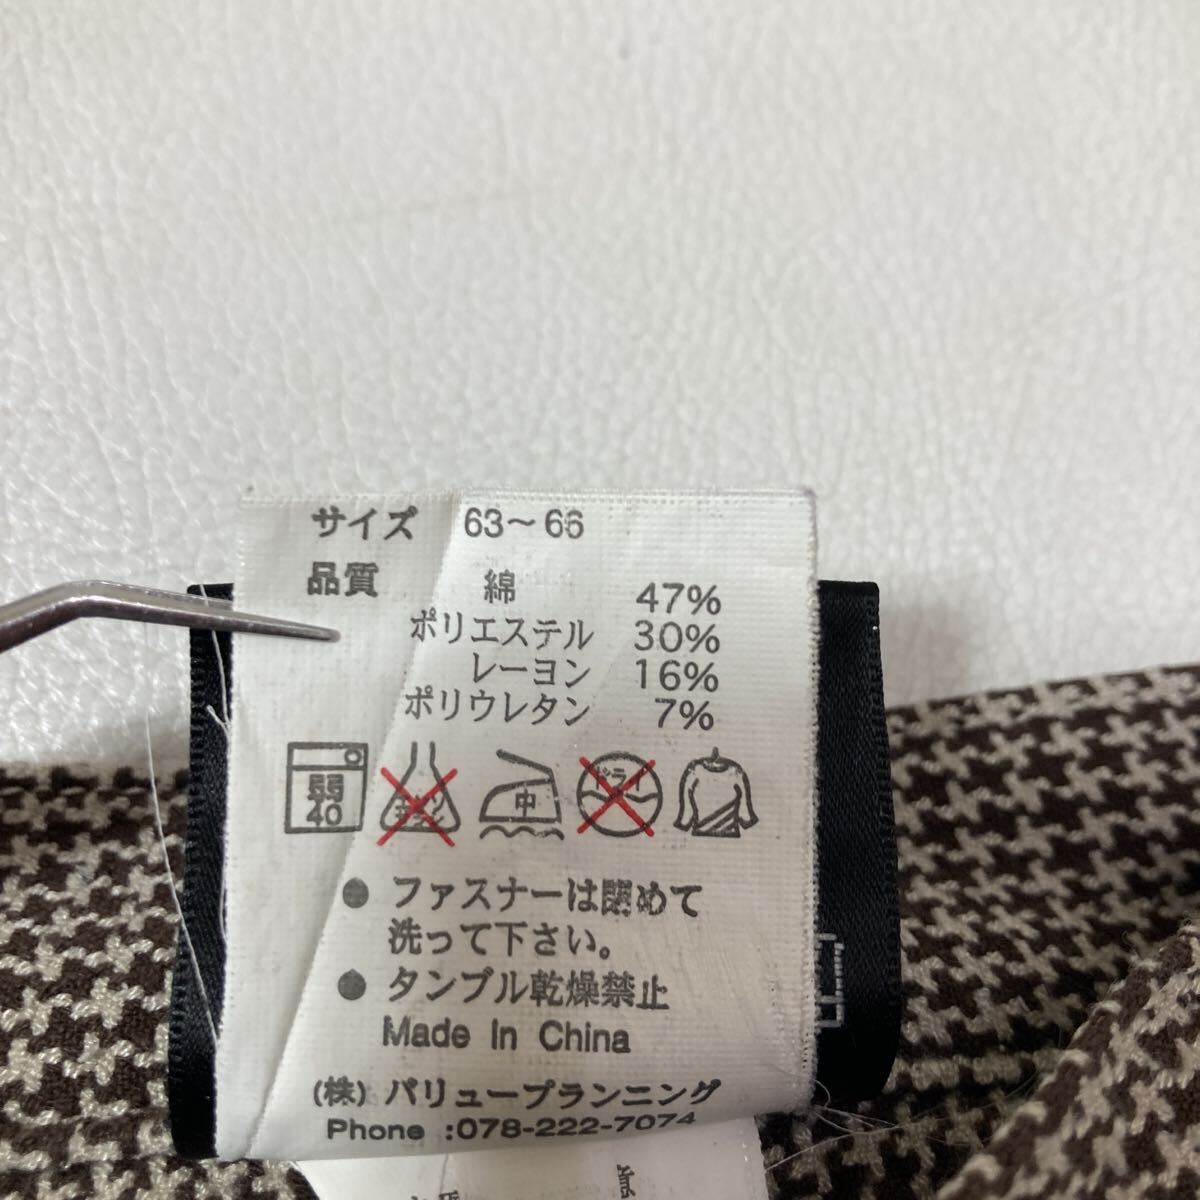 サイズ 63～66
品質 綿 47%
ポリエステル 30%
レーヨン 16%
ポリウレタン 7%
弱
40
中
ドライ
● ファスナーは閉めて
洗って下さい。
● タンブル乾燥禁止
Made In China
(株) バリュープランニング
Phone :078-222-7074